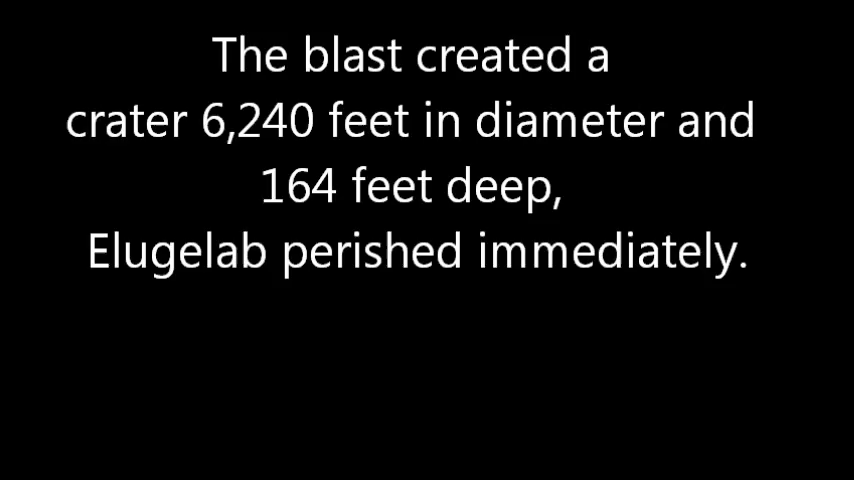 The blast created a
crater 6,240 feet in diameter and
164 feet deep,
Elugelab perished immediately.